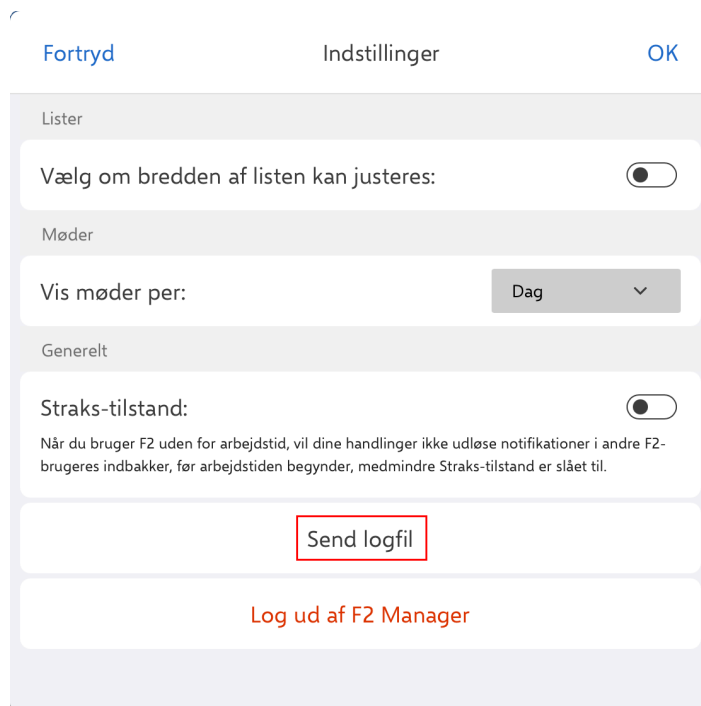 Fortryd Indstillinger OK
Lister
Vælg om bredden af listen kan justeres:
Møder
Vis møder per: Dag
Generelt
Straks-tilstand:
Når du bruger F2 uden for arbejdstid, vil dine handlinger ikke udløse notifikationer i andre F2-
brugeres indbakker, før arbejdstiden begynder, medmindre Straks-tilstand er slået til.
Send logfil
Log ud af F2 Manager